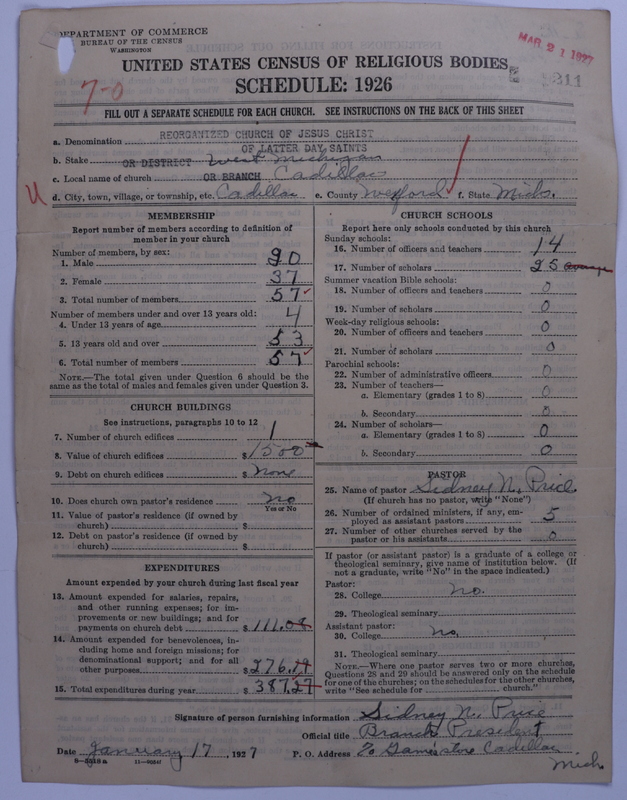 DEPARTMENT OF COMMERCE
BUREAU OF THE CENSUS
WASHINGTON
MAR 21 1927
UNITED STATES CENSUS OF RELIGIOUS BODIES
SCHEDULE: 1926
7-0
FILL OUT A SEPARATE SCHEDULE FOR EACH CHURCH. SEE INSTRUCTIONS ON THE BACK OF THIS SHEET
a. Denomination REORGANIZED CHURCH OF JESUS CHRIST
OF LATTER DAY SAINTS
b. Stake OR DISTRICT West Michigan
c. Local name of church OR BRANCH Cadillac
d. City, town, village, or township, etc. Cadillac e. County Wexford f. State Mich.
MEMBERSHIP
Report number of members according to definition of
member in your church
Number of members, by sex:
1. Male 20
2. Female 37
3. Total number of members 57
Number of members under and over 13 years old:
4. Under 13 years of age 4
5. 13 years old and over 53
6. Total number of members 57
NOTE.—The total given under Question 6 should be the
same as the total of males and females given under Question 3.
CHURCH BUILDINGS
See instructions, paragraphs 10 to 12
7. Number of church edifices 1
8. Value of church edifices $1500
9. Debt on church edifices $ none
10. Does church own pastor's residence no
Yes or No
11. Value of pastor's residence (if owned by
church) $
12. Debt on pastor's residence (if owned by
church) $
EXPENDITURES
Amount expended by your church during last fiscal year
13. Amount expended for salaries, repairs,
and other running expenses; for im-
provements or new buildings; and for
payments on church debt $111.08
14. Amount expended for benevolences, in-
cluding home and foreign missions; for
denominational support; and for all
other purposes $276.19
15. Total expenditures during year $387.27
CHURCH SCHOOLS
Report here only schools conducted by this church
Sunday schools:
16. Number of officers and teachers 14
17. Number of scholars 25 average
Summer vacation Bible schools:
18. Number of officers and teachers 0
19. Number of scholars 0
Week-day religious schools:
20. Number of officers and teachers 0
21. Number of scholars 0
Parochial schools:
22. Number of administrative officers 0
23. Number of teachers—
a. Elementary (grades 1 to 8) 0
b. Secondary 0
24. Number of scholars—
a. Elementary (grades 1 to 8) 0
b. Secondary 0
PASTOR
25. Name of pastor Sidney N. Price
(If church has no pastor, write "None")
26. Number of ordained ministers, if any, em-
ployed as assistant pastors 5
27. Number of other churches served by the
pastor or his assistants 0
If pastor (or assistant pastor) is a graduate of a college or
theological seminary, give name of institution below. (If
not a graduate, write "No" in the space indicated.)
Pastor:
28. College no.
29. Theological seminary
Assistant pastor:
30. College no.
31. Theological seminary
NOTE.—Where one pastor serves two or more churches,
Questions 28 and 29 should be answered only on the schedule
for one of the churches; on the schedules for the other churches,
write "See schedule for church."
Signature of person furnishing information Sidney N. Price
Official title Branch President
Date January 17, 1927 P. O. Address % Gambs store Cadillac
Mich
8-5518a 11-90247